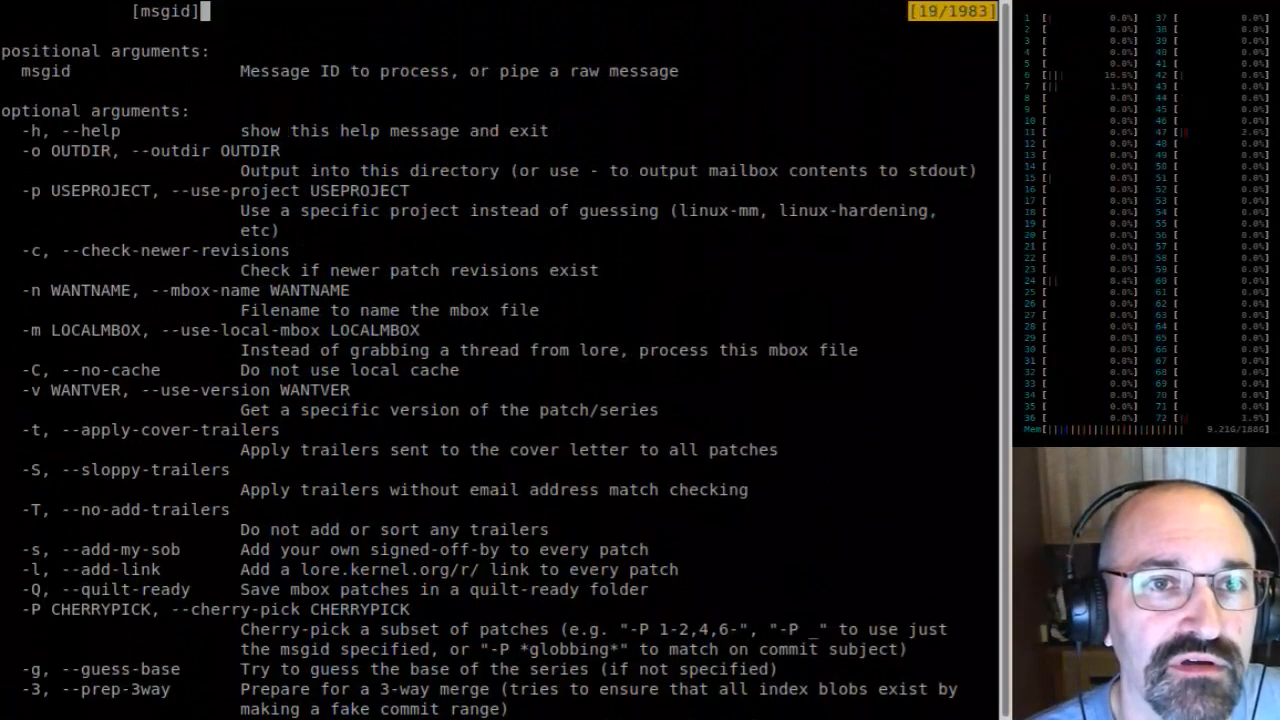 [msgid]
[19/1983]
positional arguments:
msgid Message ID to process, or pipe a raw message
optional arguments:
-h, --help show this help message and exit
-o OUTDIR, --outdir OUTDIR
Output into this directory (or use - to output mailbox contents to stdout)
-p USEPROJECT, --use-project USEPROJECT
Use a specific project instead of guessing (linux-mm, linux-hardening,
etc)
-c, --check-newer-revisions
Check if newer patch revisions exist
-n WANTNAME, --mbox-name WANTNAME
Filename to name the mbox file
-m LOCALMBOX, --use-local-mbox LOCALMBOX
Instead of grabbing a thread from lore, process this mbox file
-C, --no-cache Do not use local cache
-v WANTVER, --use-version WANTVER
Get a specific version of the patch/series
-t, --apply-cover-trailers
Apply trailers sent to the cover letter to all patches
-S, --sloppy-trailers
Apply trailers without email address match checking
-T, --no-add-trailers
Do not add or sort any trailers
-s, --add-my-sob Add your own signed-off-by to every patch
-l, --add-link Add a lore.kernel.org/r/ link to every patch
-Q, --quilt-ready Save mbox patches in a quilt-ready folder
-P CHERRYPICK, --cherry-pick CHERRYPICK
Cherry-pick a subset of patches (e.g. "-P 1-2,4,6-", "-P _" to use just
the msgid specified, or "-P *globbing*" to match on commit subject)
-g, --guess-base Try to guess the base of the series (if not specified)
-3, --prep-3way Prepare for a 3-way merge (tries to ensure that all index blobs exist by
making a fake commit range)
Mem[ 9.21G/188G]